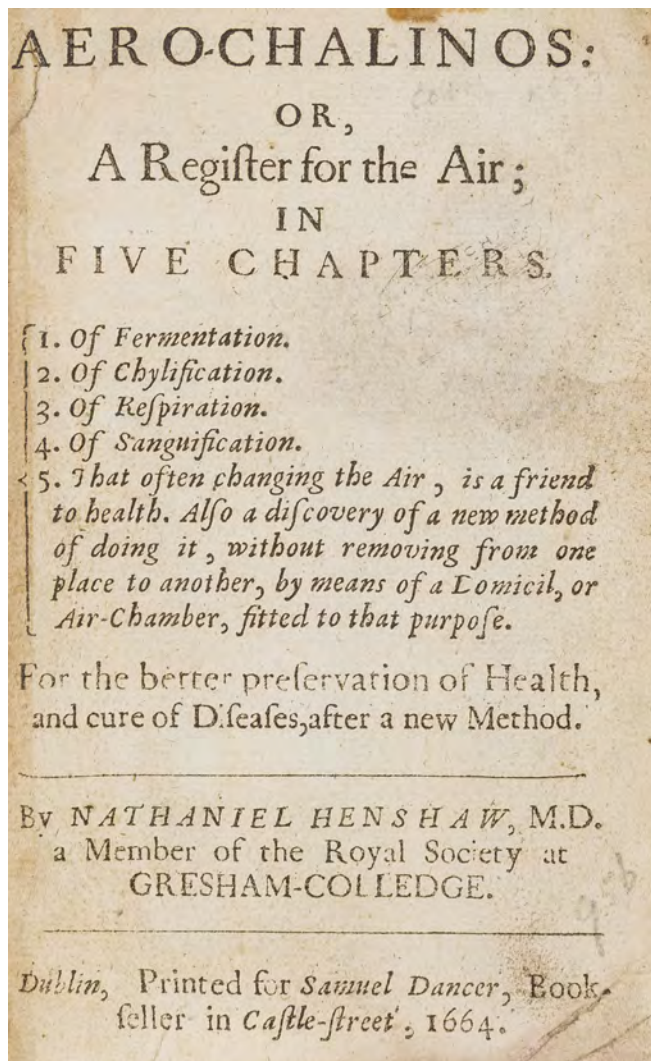 AERO-CHALINOS:
OR,
A Regiſter for the Air;
IN
FIVE CHAPTERS.
1. Of Fermentation.
2. Of Chylification.
3. Of Reſpiration.
4. Of Sanguification.
5. That often changing the Air, is a friend
to health. Alſo a diſcovery of a new method
of doing it, without removing from one
place to another, by means of a Domicil, or
Air-Chamber, fitted to that purpoſe.
For the better preſervation of Health,
and cure of Diſeaſes, after a new Method.
By NATHANIEL HENSHAW, M.D.
a Member of the Royal Society at
GRESHAM-COLLEDGE.
Dublin, Printed for Samuel Dancer, Book-
ſeller in Caſtle-ſtreet, 1664.